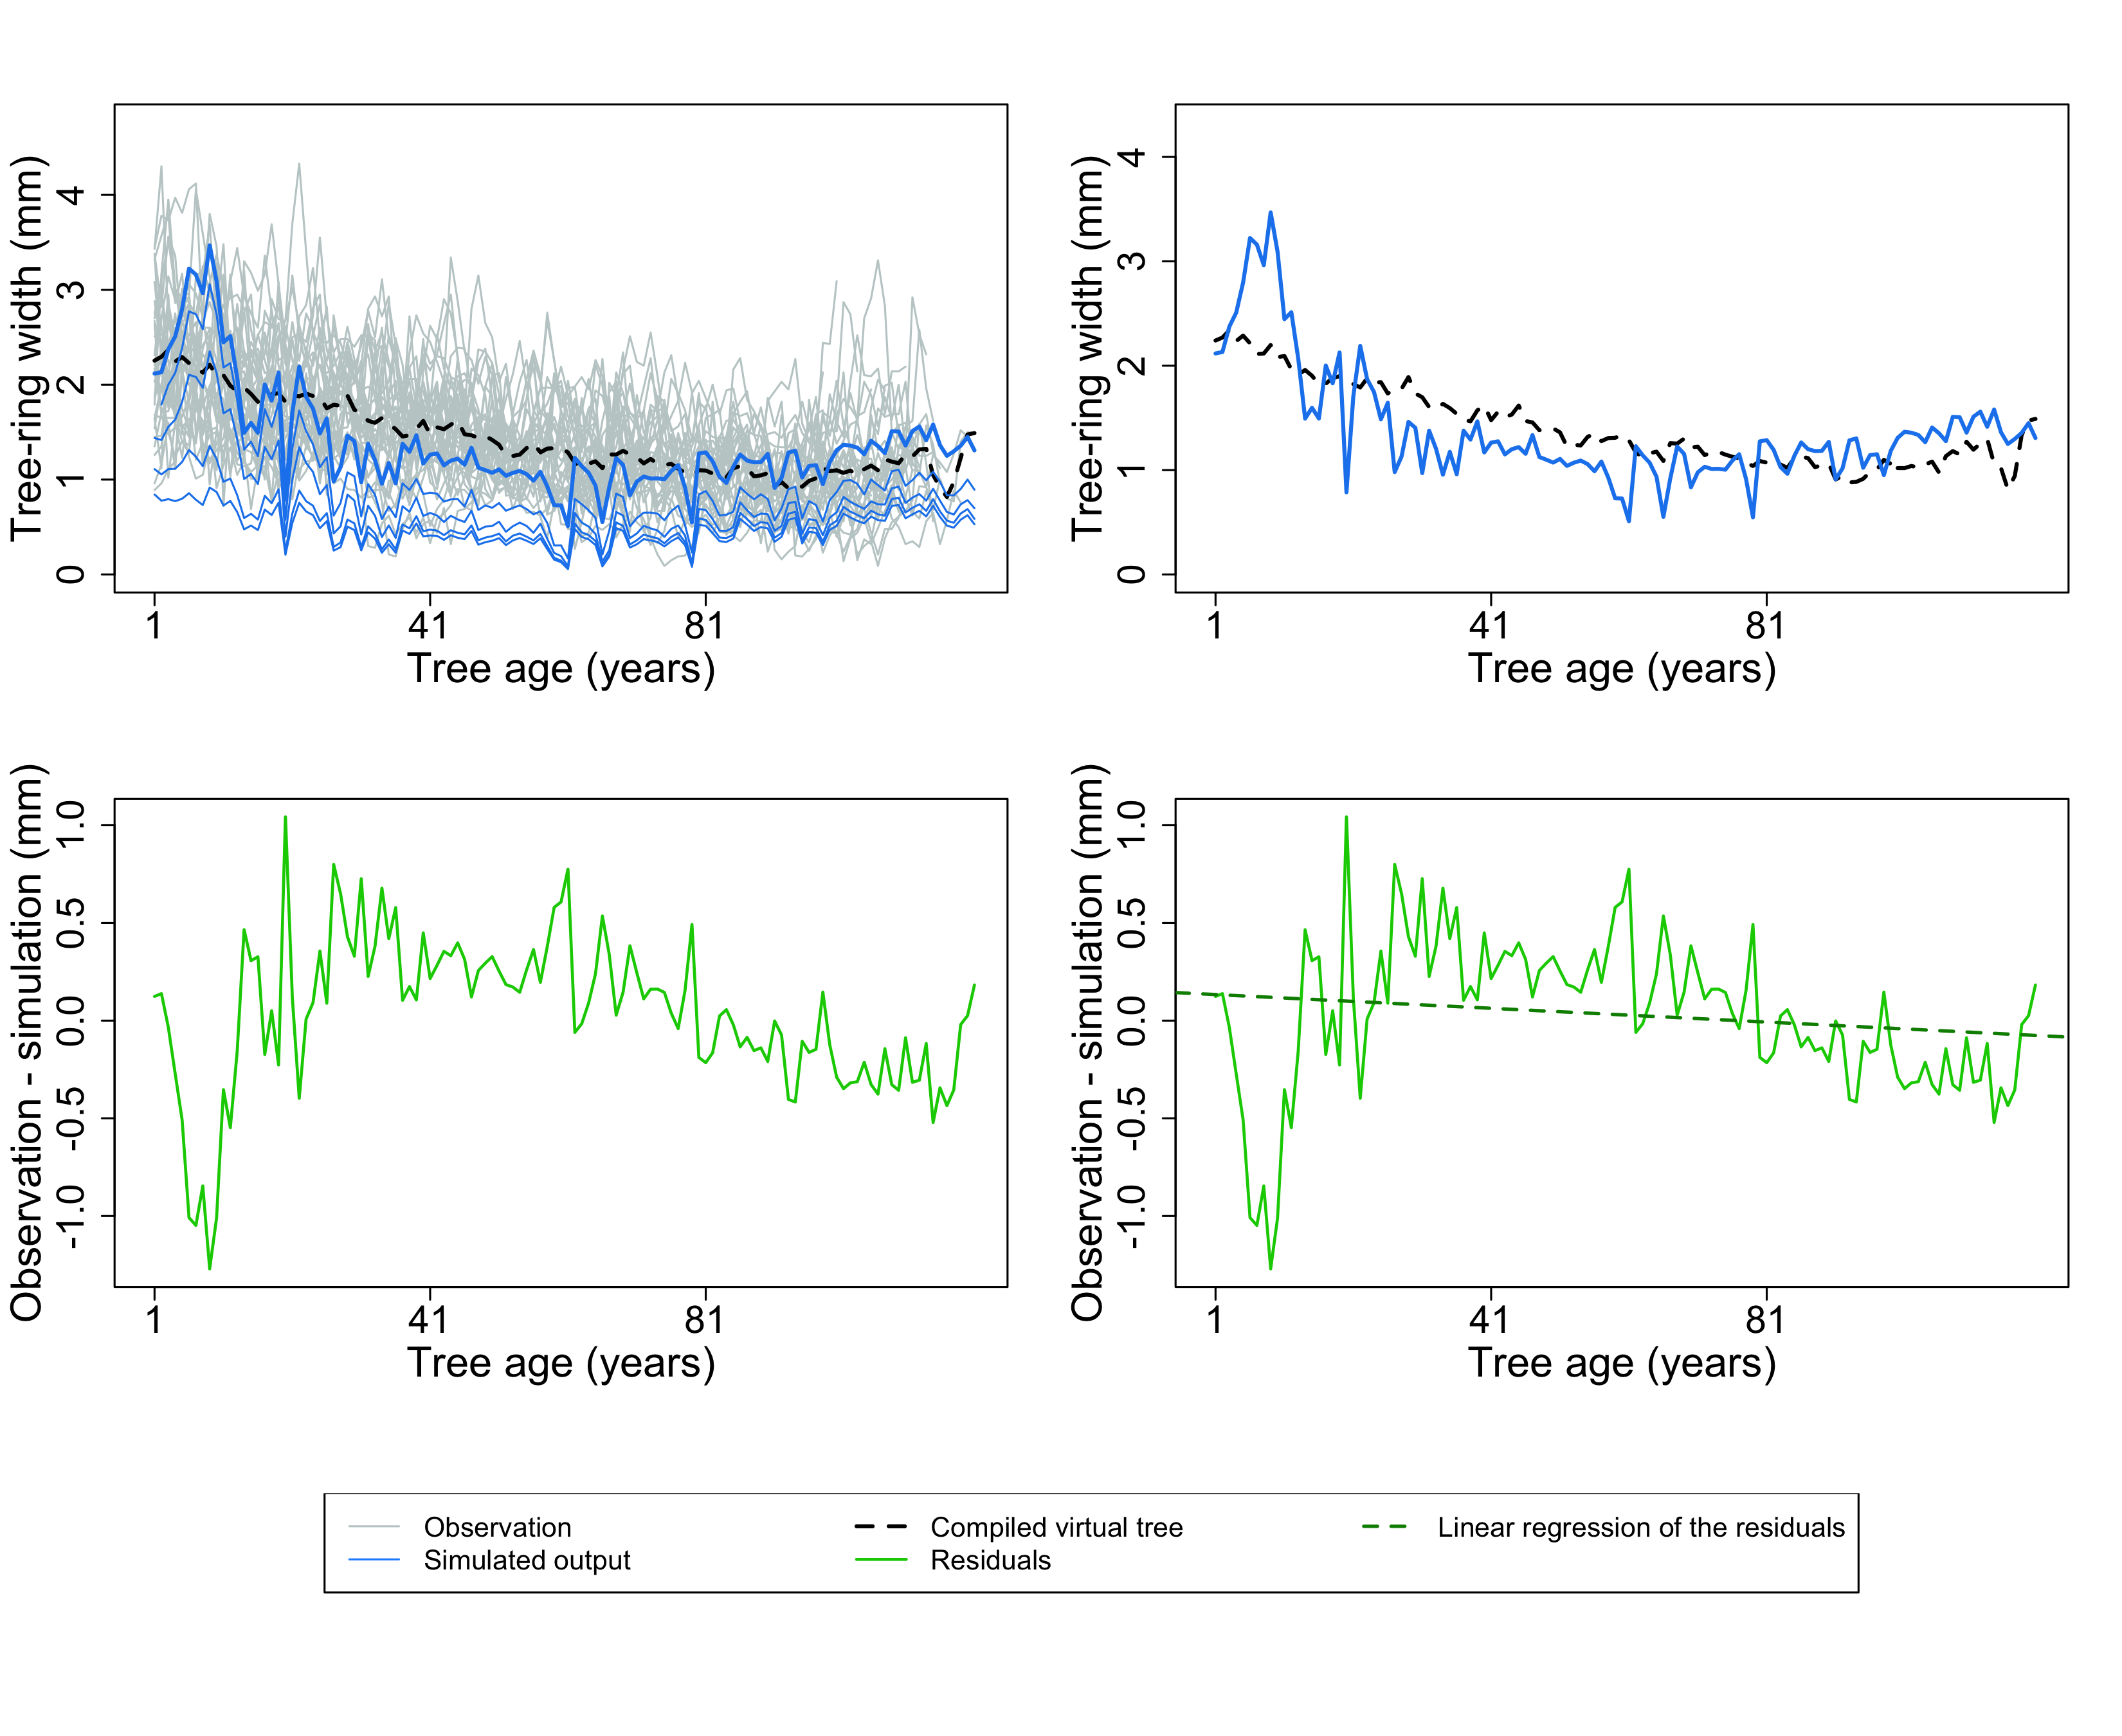 Tree-ring width (mm)
4
3
2
1
0
1
41
81
Tree age (years)
Tree-ring width (mm)
4
3
2
1
0
1
41
81
Tree age (years)
Observation - simulation (mm)
1.0
0.5
0.0
-0.5
-1.0
1
41
81
Tree age (years)
Observation - simulation (mm)
1.0
0.5
0.0
-0.5
-1.0
1
41
81
Tree age (years)
Observation
Simulated output
Compiled virtual tree
Residuals
Linear regression of the residuals